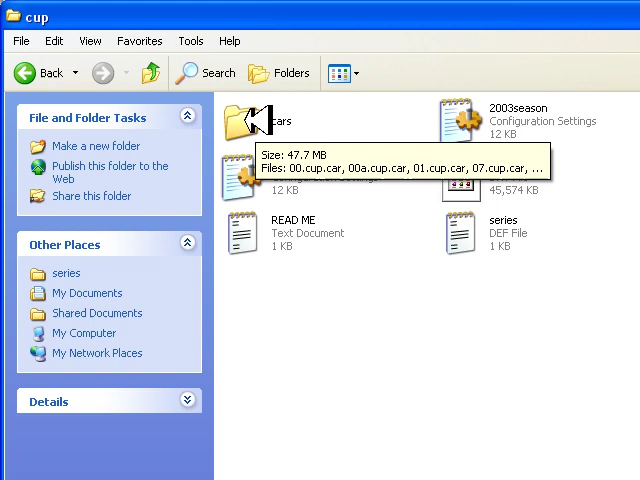 cup
File Edit View Favorites Tools Help
Back Search Folders
File and Folder Tasks
Make a new folder
Publish this folder to the
Web
Share this folder
Other Places
series
My Documents
Shared Documents
My Computer
My Network Places
Details
cars
2003season
Configuration Settings
12 KB
Size: 47.7 MB
Files: 00.cup.car, 00a.cup.car, 01.cup.car, 07.cup.car, ...
12 KB
45,574 KB
READ ME
Text Document
1 KB
series
DEF File
1 KB